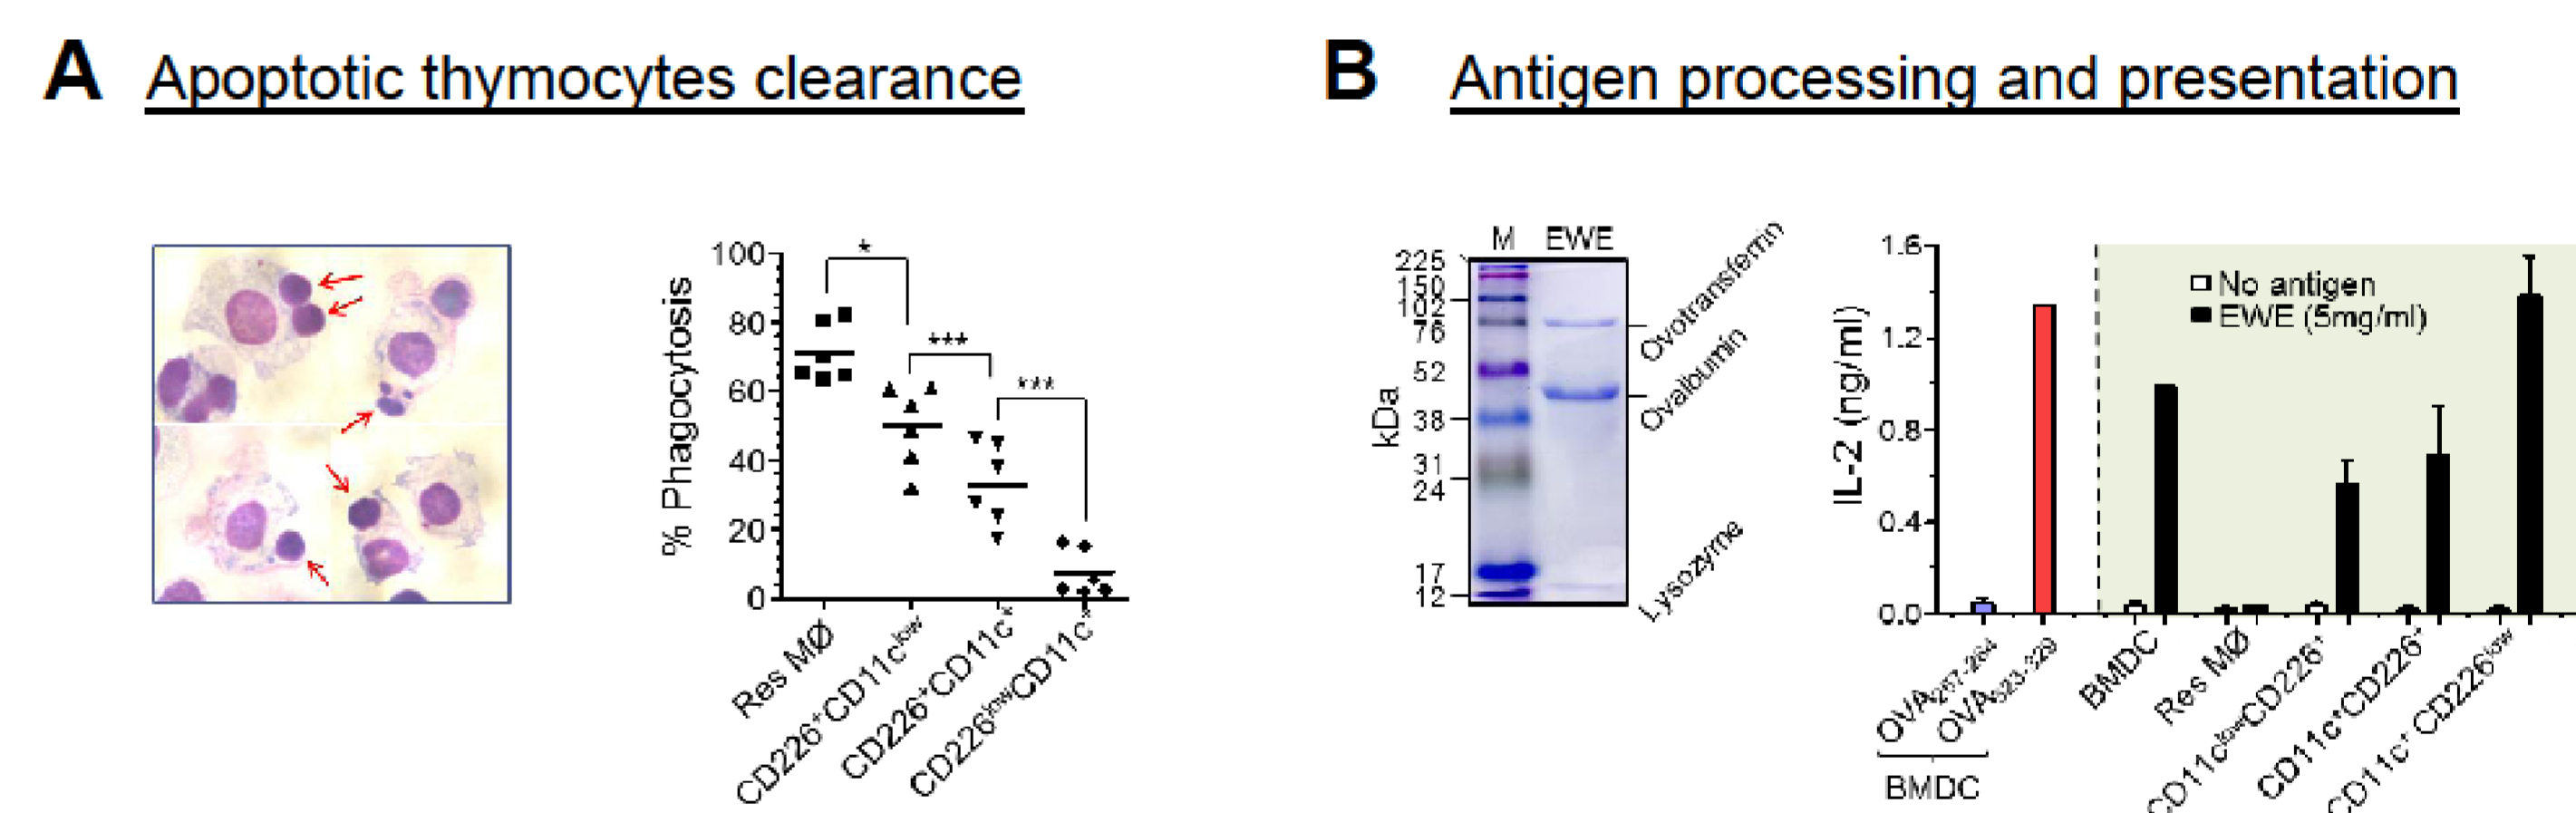 A Apoptotic thymocytes clearance
B Antigen processing and presentation
% Phagocytosis
100
80
60
40
20
0
*
***
***
Res MØ
CD226⁺CD11cˡᵒʷ
CD226⁺CD11c⁺
CD226ˡᵒʷCD11c⁺
M EWE
kDa
225
150
102
76
52
38
31
24
17
12
Ovotransferrin
Ovalbumin
Lysozyme
IL-2 (ng/ml)
1.6
1.2
0.8
0.4
0.0
No antigen
EWE (5mg/ml)
OVA₂₅₇₋₂₆₄
OVA₃₂₃₋₃₂₉
BMDC
BMDC
Res MØ
CD11cˡᵒʷCD226⁺
CD11c⁺CD226⁺
CD11c⁺ CD226ˡᵒʷ